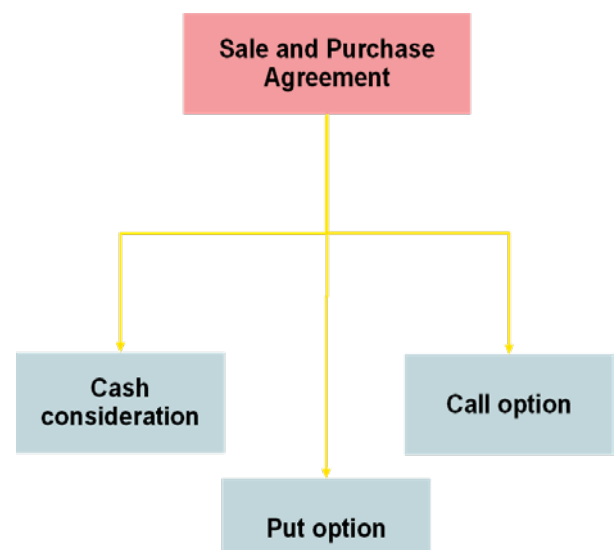 Sale and Purchase
Agreement
Cash
consideration
Call option
Put option